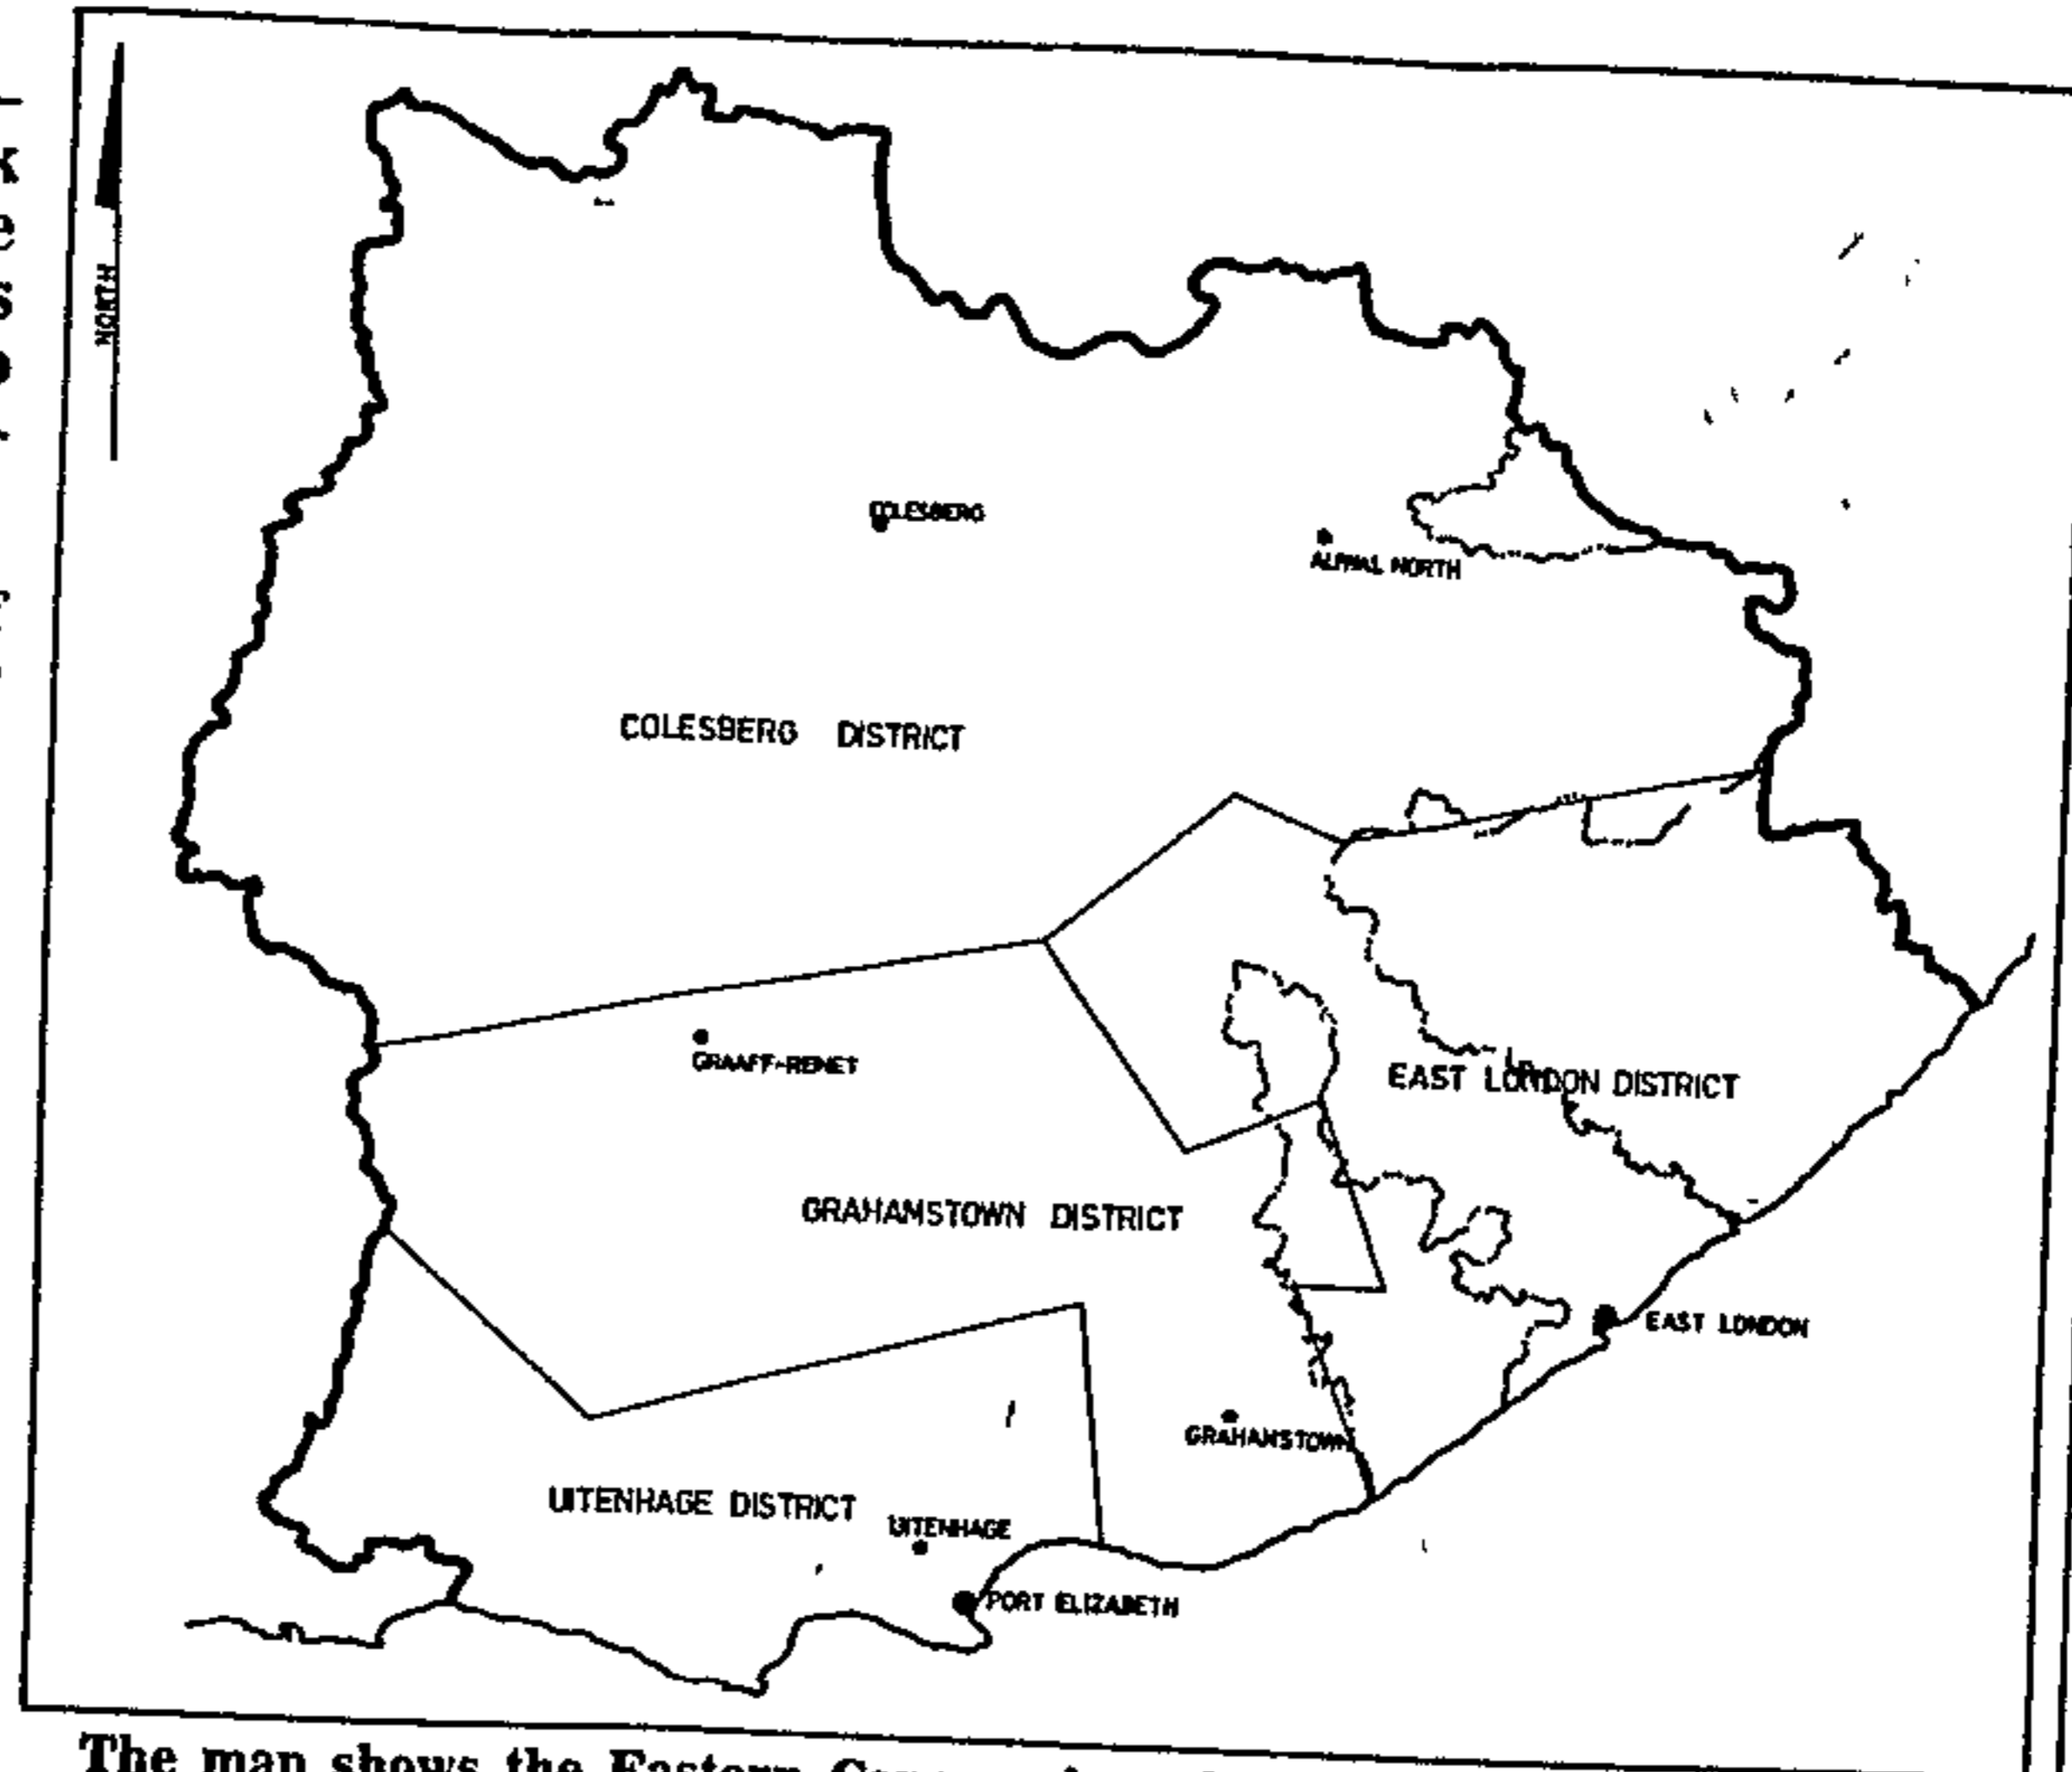 NORTH
COLESBERG
ALIWAL NORTH
COLESBERG DISTRICT
GRAAFF-REINET
EAST LONDON DISTRICT
GRAHAMSTOWN DISTRICT
EAST LONDON
GRAHAMSTOWN
UITENHAGE DISTRICT
UITENHAGE
PORT ELIZABETH
The map shows the Eastern